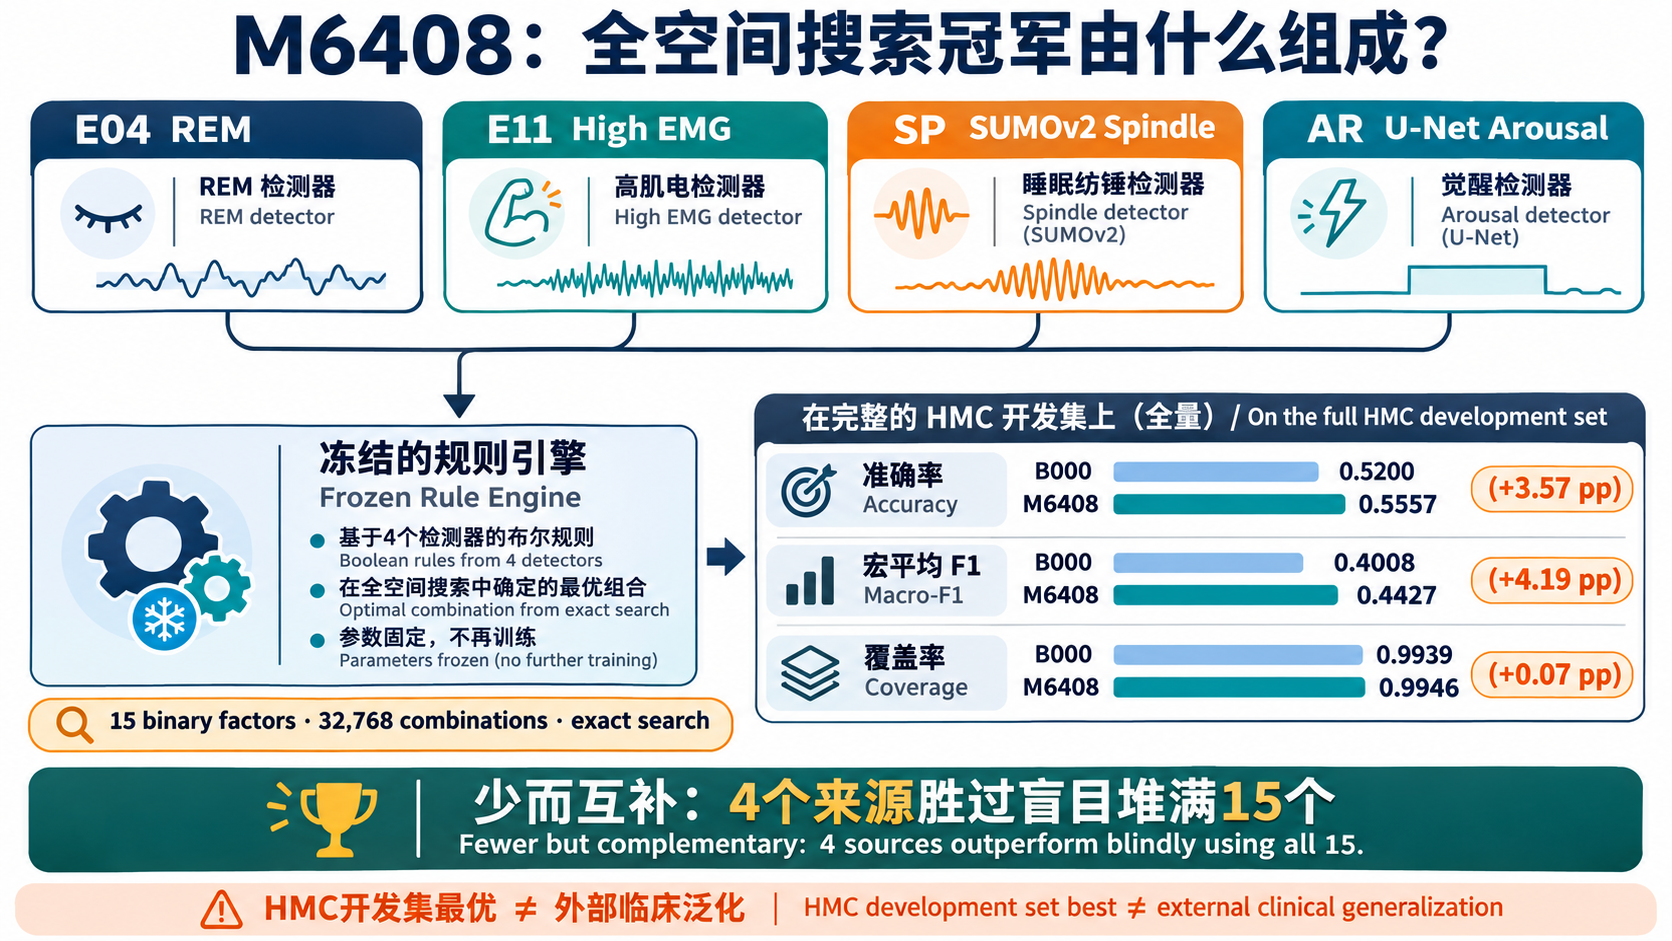 M6408：全空间搜索冠军由什么组成？
E04 REM
REM 检测器
REM detector
E11 High EMG
高肌电检测器
High EMG detector
SP SUMOv2 Spindle
睡眠纺锤检测器
Spindle detector
(SUMOv2)
AR U-Net Arousal
觉醒检测器
Arousal detector
(U-Net)
冻结的规则引擎
Frozen Rule Engine
基于4个检测器的布尔规则
Boolean rules from 4 detectors
在全空间搜索中确定的最优组合
Optimal combination from exact search
参数固定，不再训练
Parameters frozen (no further training)
15 binary factors · 32,768 combinations · exact search
在完整的 HMC 开发集上（全量）/ On the full HMC development set
准确率
Accuracy
B000 0.5200
M6408 0.5557
(+3.57 pp)
宏平均 F1
Macro-F1
B000 0.4008
M6408 0.4427
(+4.19 pp)
覆盖率
Coverage
B000 0.9939
M6408 0.9946
(+0.07 pp)
少而互补：4个来源胜过盲目堆满15个
Fewer but complementary: 4 sources outperform blindly using all 15.
HMC开发集最优 ≠ 外部临床泛化 | HMC development set best ≠ external clinical generalization